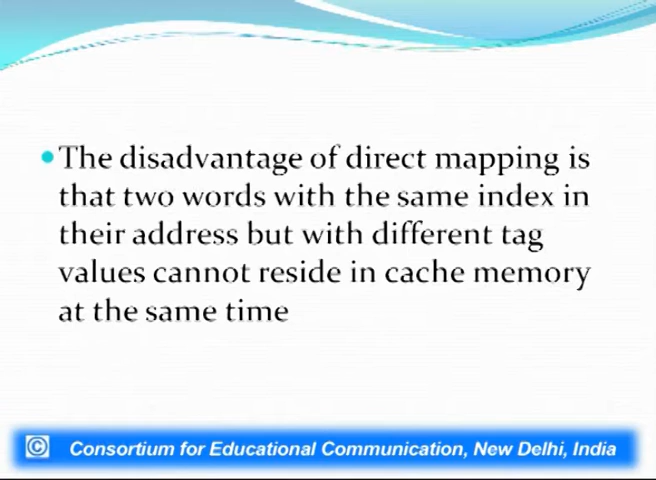 The disadvantage of direct mapping is
that two words with the same index in
their address but with different tag
values cannot reside in cache memory
at the same time
© Consortium for Educational Communication, New Delhi, India